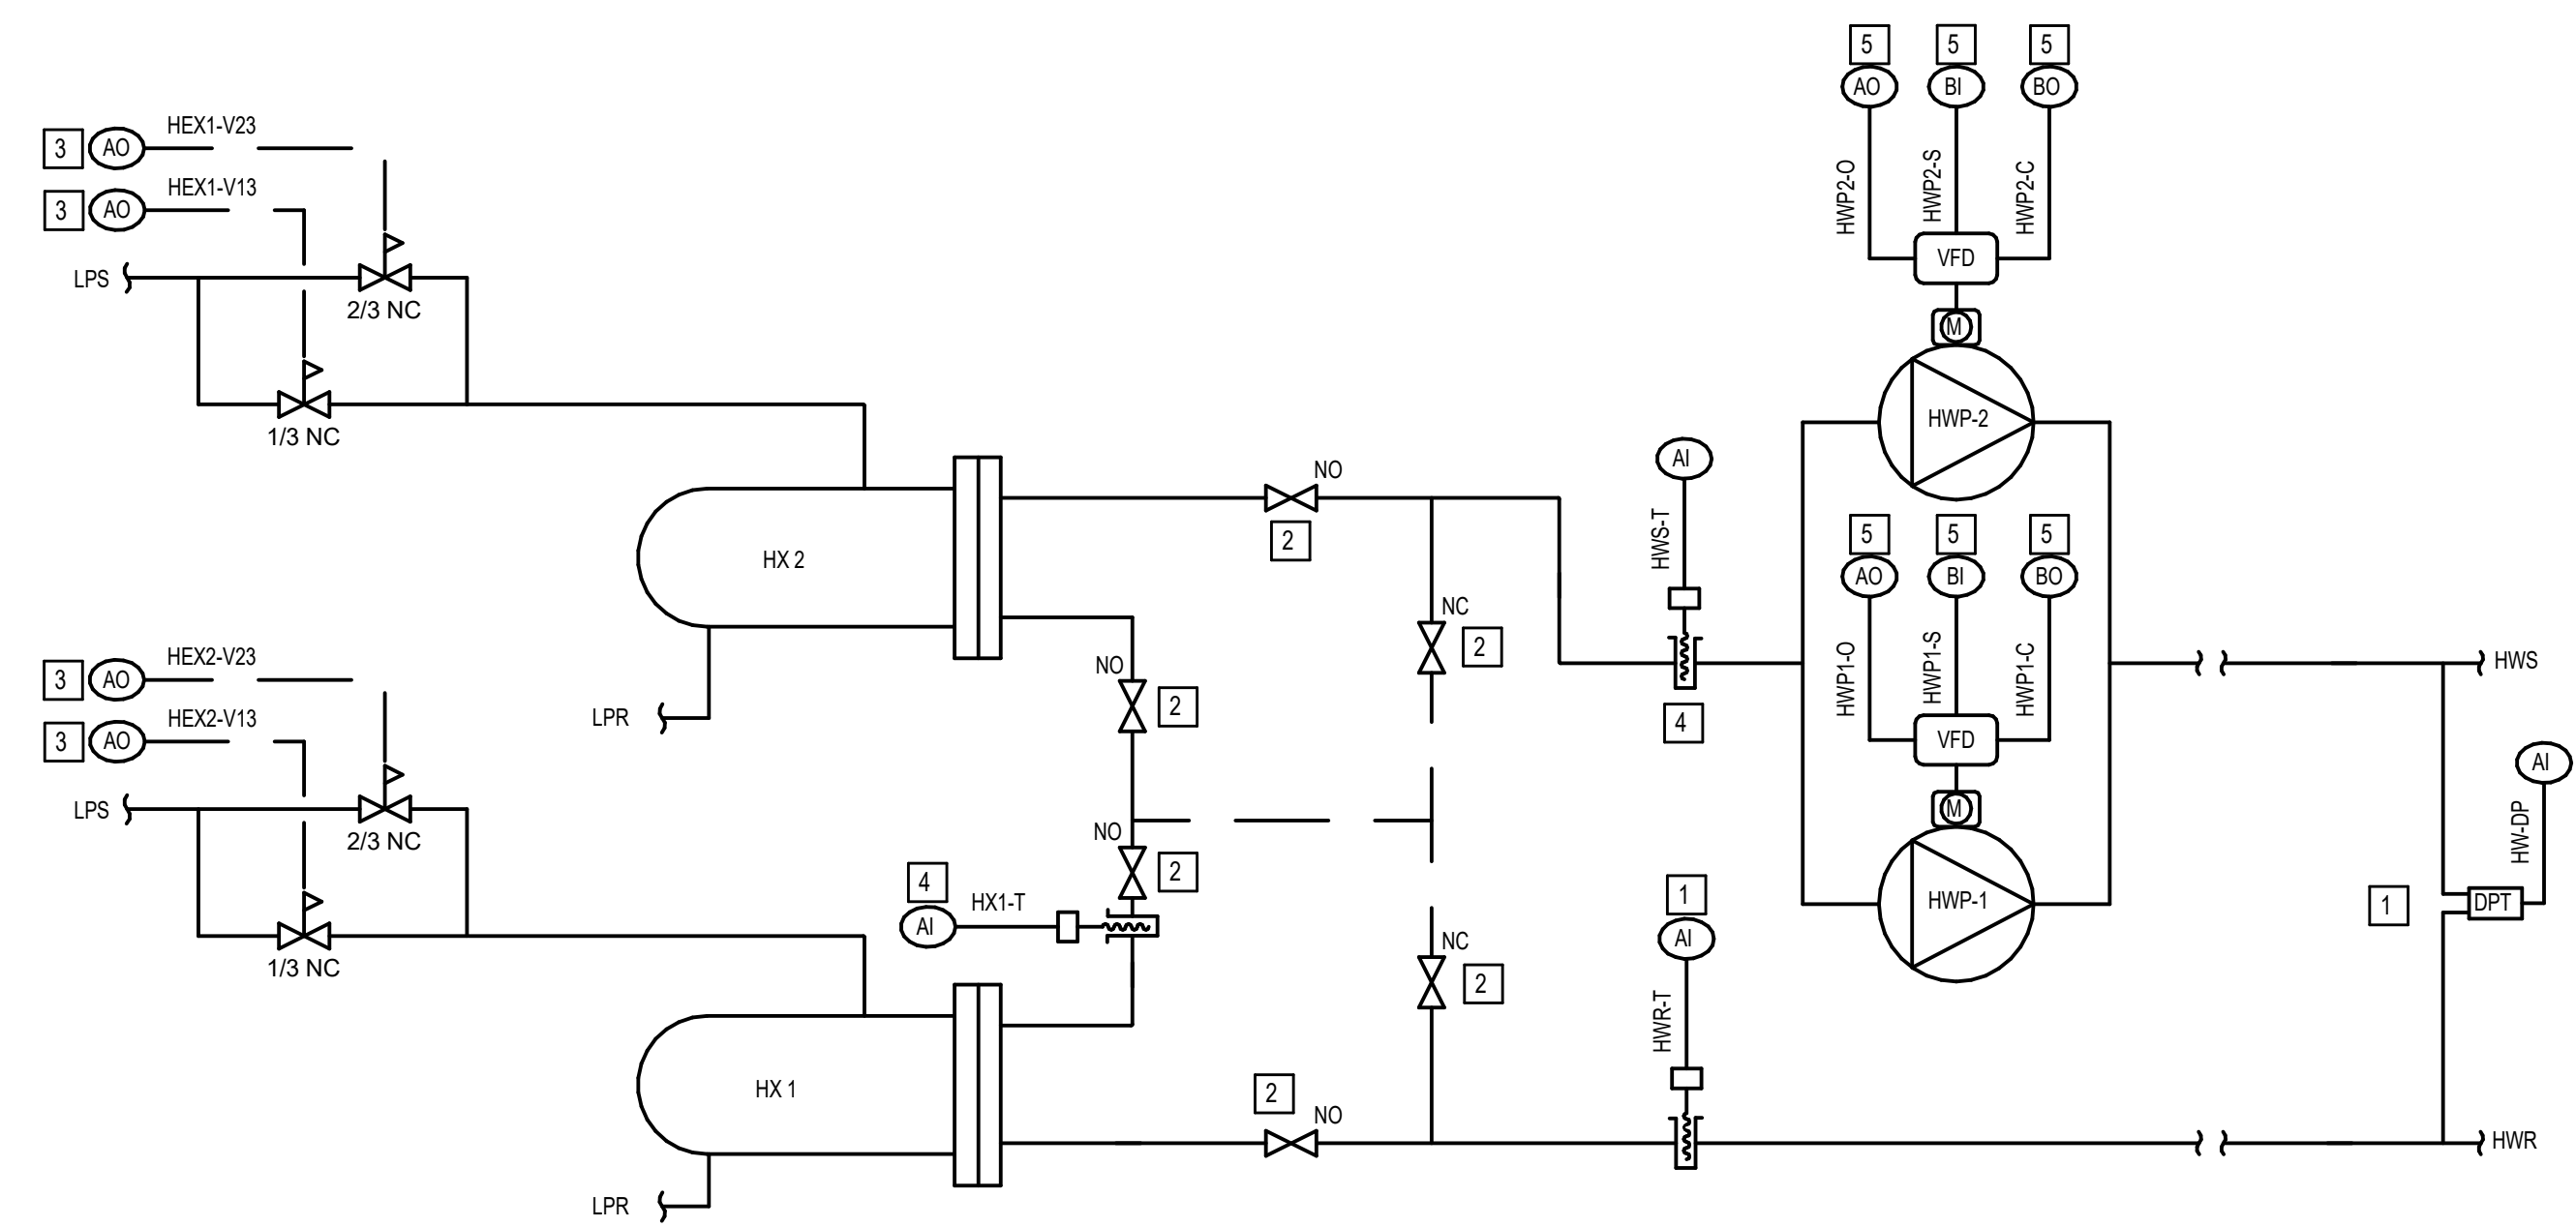 5 5 5
AO BI BO
HWP2-O HWP2-S HWP2-C
VFD
M
HWP-2
3 AO HEX1-V23
3 AO HEX1-V13
LPS
2/3 NC
1/3 NC
HX 2
LPR
NO
2
NC
2
NO
2
NO
2
AI
HWS-T
4
5 5 5
AO BI BO
HWP1-O HWP1-S HWP1-C
VFD
M
HWP-1
HWS
AI
HW-DP
1 DPT
3 AO HEX2-V23
3 AO HEX2-V13
LPS
2/3 NC
1/3 NC
4
AI HX1-T
HX 1
LPR
NC
2
2 NO
1
AI
HWR-T
HWR